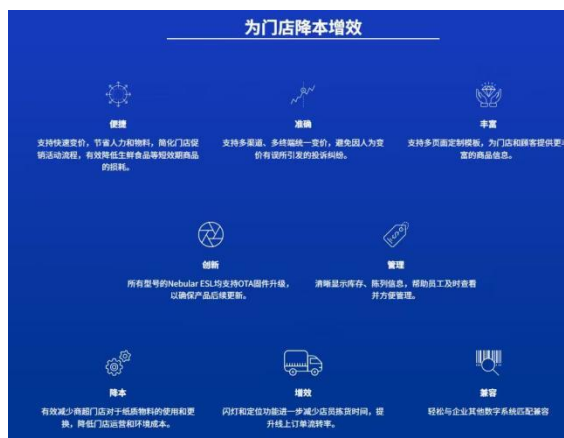 为门店降本增效
便捷
支持快速变价，节省人力和物料，简化门店促
销活动流程，有效降低生鲜食品等短效期商品
的损耗。
准确
支持多渠道、多终端统一变价，避免因人为变
价有误所引发的投诉纠纷。
丰富
支持多页面定制模板，为门店和顾客提供更
富的商品信息。
创新
所有型号的Nebular ESL均支持OTA固件升级，
以确保产品后续更新。
管理
清晰显示库存、陈列信息，帮助员工及时查看
并方便管理。
降本
有效减少商超门店对于纸质物料的使用和更
换，降低门店运营和环境成本。
增效
闪灯和定位功能进一步减少店员拣货时间，提
升线上订单流转率。
兼容
轻松与企业其他数字系统匹配兼容